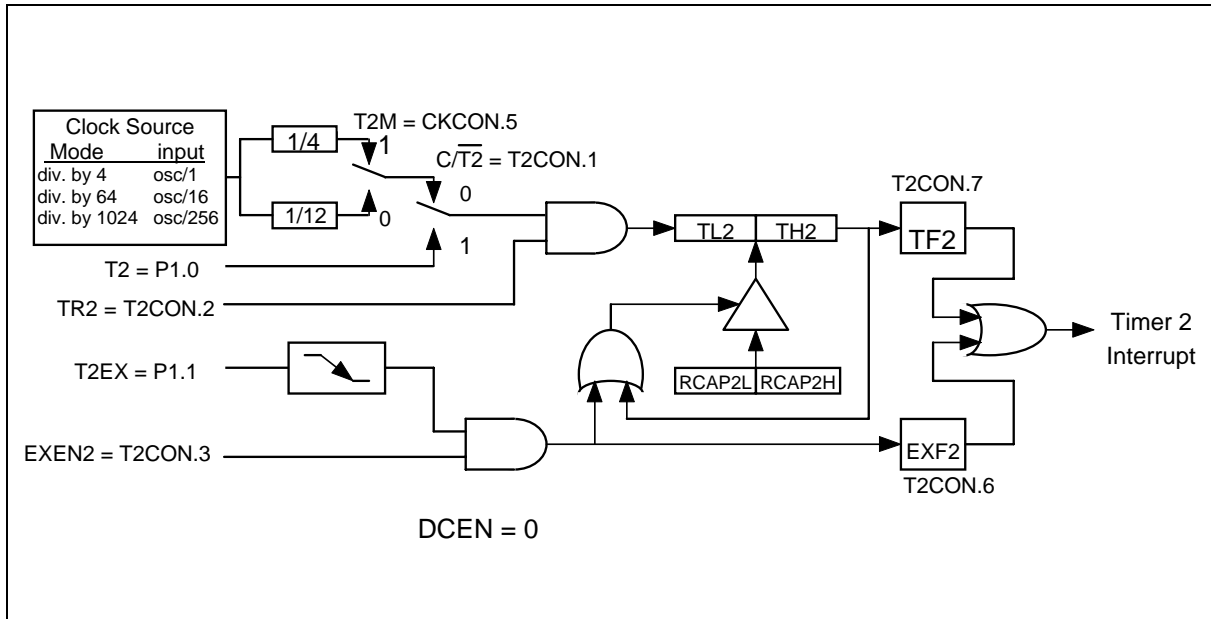 Clock Source
Mode input
div. by 4 osc/1
div. by 64 osc/16
div. by 1024 osc/256
1/4
1/12
T2M = CKCON.5
1
0
C/T2 = T2CON.1
0
1
T2 = P1.0
TR2 = T2CON.2
TL2 TH2
T2CON.7
TF2
Timer 2
Interrupt
T2EX = P1.1
RCAP2L RCAP2H
EXEN2 = T2CON.3
EXF2
T2CON.6
DCEN = 0